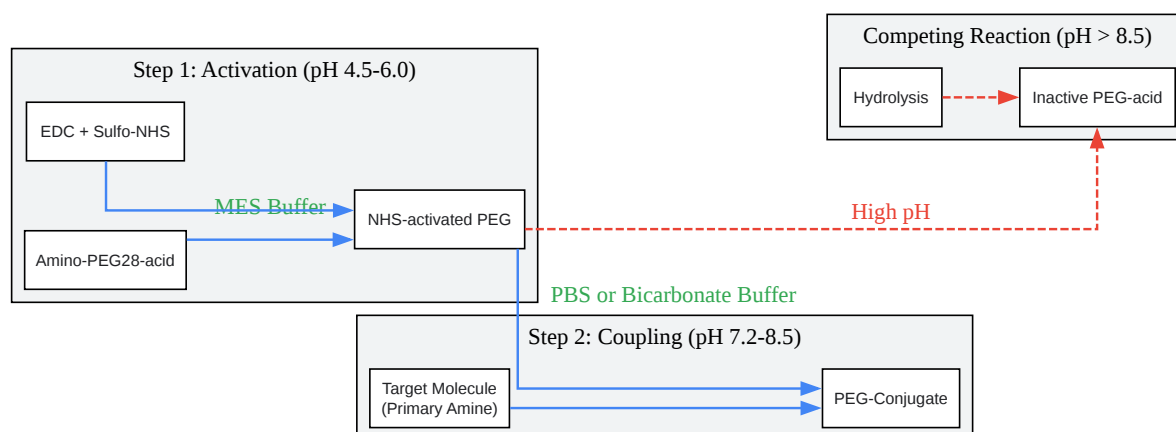 Competing Reaction (pH > 8.5)
Step 1: Activation (pH 4.5-6.0)
Hydrolysis
Inactive PEG-acid
EDC + Sulfo-NHS
MES Buffer
NHS-activated PEG
High pH
Amino-PEG28-acid
PBS or Bicarbonate Buffer
Step 2: Coupling (pH 7.2-8.5)
Target Molecule
(Primary Amine)
PEG-Conjugate